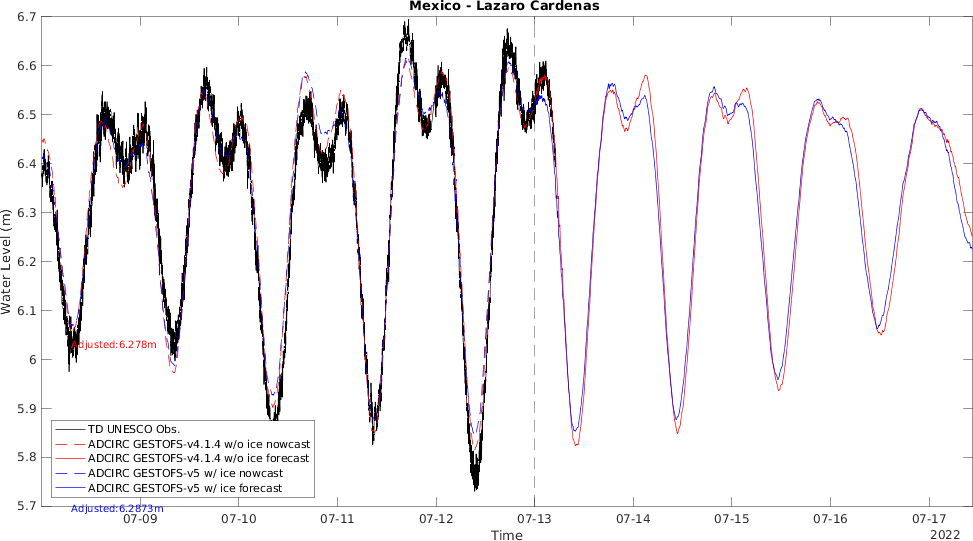 Mexico - Lazaro Cardenas
6.7
6.6
6.5
6.4
6.3
6.2
6.1
6
5.9
5.8
5.7
Water Level (m)
Adjusted:6.278m
TD UNESCO Obs.
ADCIRC GESTOFS-v4.1.4 w/o ice nowcast
ADCIRC GESTOFS-v4.1.4 w/o ice forecast
ADCIRC GESTOFS-v5 w/ ice nowcast
ADCIRC GESTOFS-v5 w/ ice forecast
Adjusted:6.2873m
07-09
07-10
07-11
07-12
07-13
07-14
07-15
07-16
07-17
Time
2022